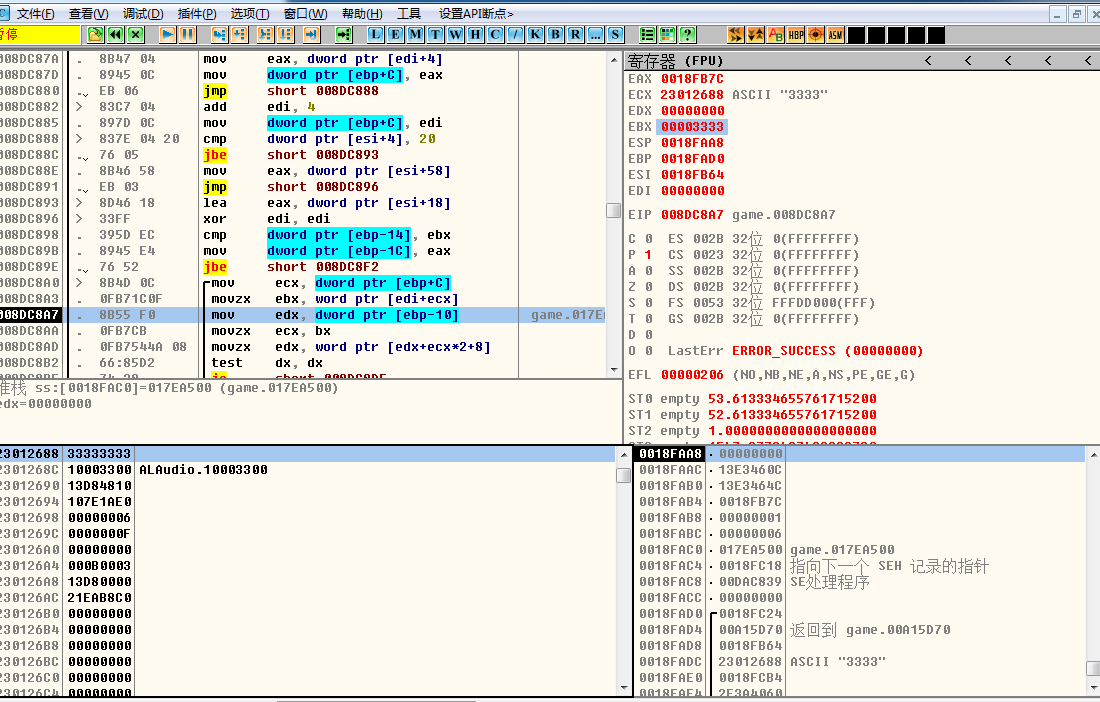 文件(F) 查看(V) 调试(D) 插件(P) 选项(T) 窗口(W) 帮助(H) 工具 设置API断点>
暂停 L E M T W H C / K B R ... S ? HBP ASM
008DC87A . 8B47 04 mov eax, dword ptr [edi+4]
008DC87D . 8945 0C mov dword ptr [ebp+C], eax
008DC880 . EB 06 jmp short 008DC888
008DC882 > 83C7 04 add edi, 4
008DC885 . 897D 0C mov dword ptr [ebp+C], edi
008DC888 > 837E 04 20 cmp dword ptr [esi+4], 20
008DC88C . 76 05 jbe short 008DC893
008DC88E . 8B46 58 mov eax, dword ptr [esi+58]
008DC891 . EB 03 jmp short 008DC896
008DC893 > 8D46 18 lea eax, dword ptr [esi+18]
008DC896 > 33FF xor edi, edi
008DC898 . 395D EC cmp dword ptr [ebp-14], ebx
008DC89B . 8945 E4 mov dword ptr [ebp-1C], eax
008DC89E . 76 52 jbe short 008DC8F2
008DC8A0 > 8B4D 0C mov ecx, dword ptr [ebp+C]
008DC8A3 . 0FB71C0F movzx ebx, word ptr [edi+ecx]
008DC8A7 . 8B55 F0 mov edx, dword ptr [ebp-10] game.017E
008DC8AA . 0FB7CB movzx ecx, bx
008DC8AD . 0FB7544A 08 movzx edx, word ptr [edx+ecx*2+8]
008DC8B2 . 66:85D2 test dx, dx
堆栈 ss:[0018FAC0]=017EA500 (game.017EA500)
edx=00000000
寄存器 (FPU) < < < < <
EAX 0018FB7C
ECX 23012688 ASCII "3333"
EDX 00000000
EBX 00003333
ESP 0018FAA8
EBP 0018FAD0
ESI 0018FB64
EDI 00000000
EIP 008DC8A7 game.008DC8A7
C 0 ES 002B 32位 0(FFFFFFFF)
P 1 CS 0023 32位 0(FFFFFFFF)
A 0 SS 002B 32位 0(FFFFFFFF)
Z 0 DS 002B 32位 0(FFFFFFFF)
S 0 FS 0053 32位 FFFDD000(FFF)
T 0 GS 002B 32位 0(FFFFFFFF)
D 0
O 0 LastErr ERROR_SUCCESS (00000000)
EFL 00000206 (NO,NB,NE,A,NS,PE,GE,G)
ST0 empty 53.613334655761715200
ST1 empty 52.613334655761715200
ST2 empty 1.0000000000000000000
23012688 33333333
2301268C 10003300 ALAudio.10003300
23012690 13D84810
23012694 107E1AE0
23012698 00000006
2301269C 0000000F
230126A0 00000000
230126A4 000B0003
230126A8 13D80000
230126AC 21EAB8C0
230126B0 00000000
230126B4 00000000
230126B8 00000000
230126BC 00000000
230126C0 00000000
230126C4 00000000
0018FAA8 00000000
0018FAAC 13E3460C
0018FAB0 13E3464C
0018FAB4 0018FB7C
0018FAB8 00000001
0018FABC 00000006
0018FAC0 017EA500 game.017EA500
0018FAC4 0018FC18 指向下一个 SEH 记录的指针
0018FAC8 00DAC839 SE处理程序
0018FACC 00000000
0018FAD0 0018FC24
0018FAD4 00A15D70 返回到 game.00A15D70
0018FAD8 0018FB64
0018FADC 23012688 ASCII "3333"
0018FAE0 0018FCB4
0018FAE4 2E3A4060